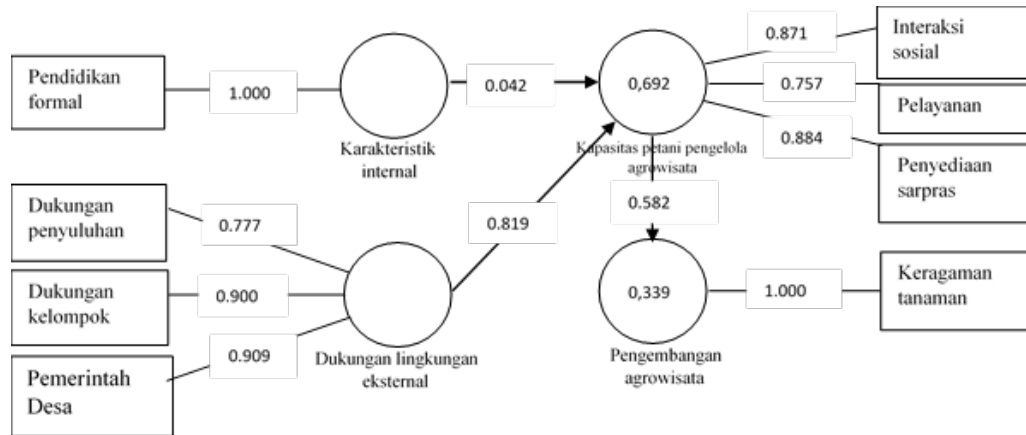 Pendidikan
formal
1.000
Karakteristik
internal
0.042
0,692
Kapasitas petani pengelola
agrowisata
0.871
Interaksi
sosial
0.757
Pelayanan
0.884
Penyediaan
sarpras
Dukungan
penyuluhan
0.777
Dukungan
kelompok
0.900
Pemerintah
Desa
0.909
Dukungan lingkungan
eksternal
0.819
0.582
0,339
Pengembangan
agrowisata
1.000
Keragaman
tanaman